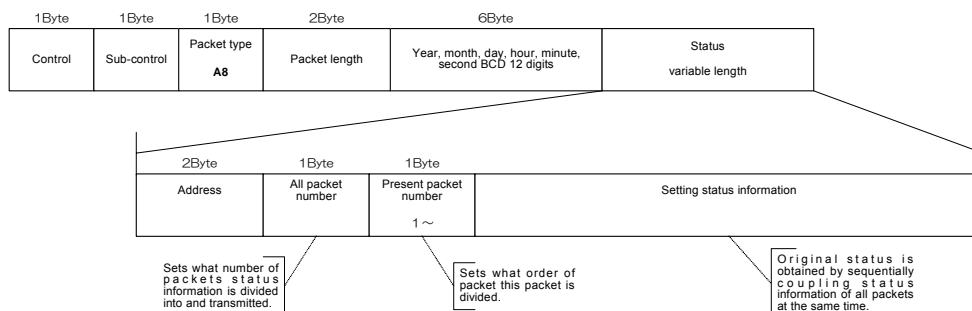 1Byte 1Byte 1Byte 2Byte 6Byte
Control
Sub-control
Packet type
A8
Packet length
Year, month, day, hour, minute,
second BCD 12 digits
Status
variable length
2Byte 1Byte 1Byte
Address
All packet
number
Present packet
number
1～
Setting status information
Sets what number of
packets status
information is divided
into and transmitted.
Sets what order of
packet this packet is
divided.
Original status is
obtained by sequentially
coupling status
information of all packets
at the same time.